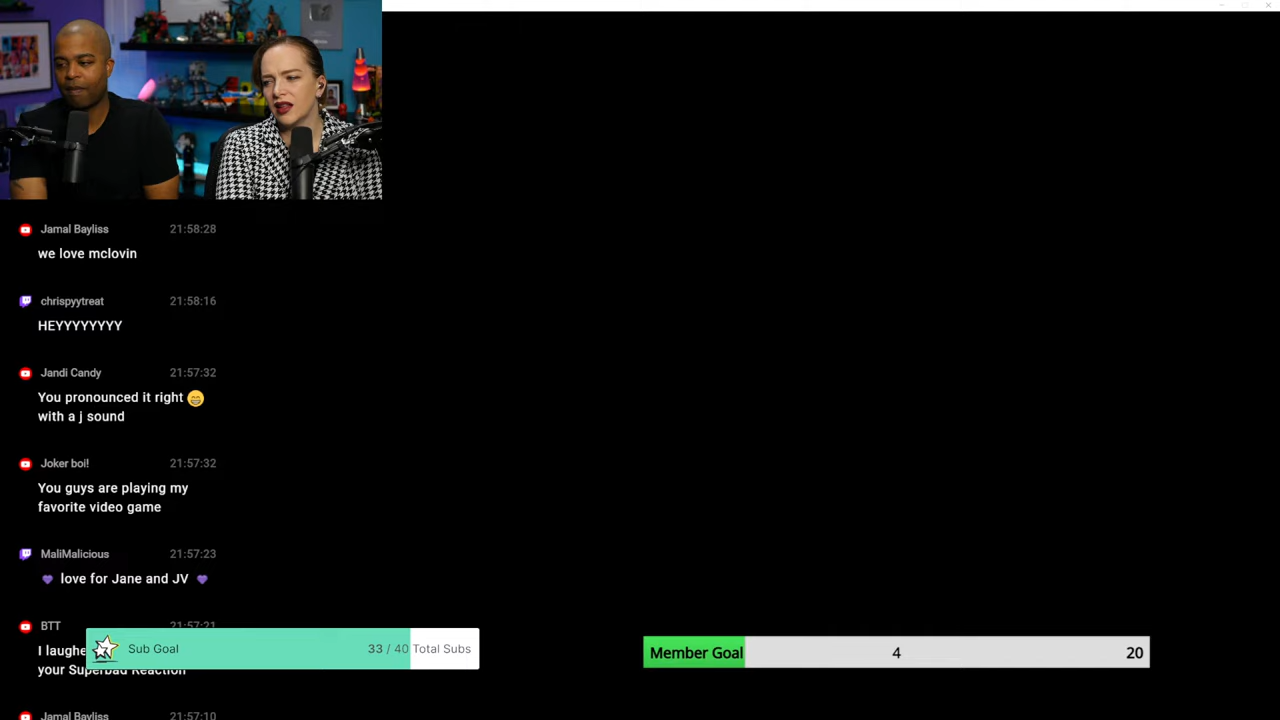 Jamal Bayliss 21:58:28
we love mclovin
chrispyytreat 21:58:16
HEYYYYYYYY
Jandi Candy 21:57:32
You pronounced it right 😁
with a j sound
Joker boi! 21:57:32
You guys are playing my
favorite video game
MaliMalicious 21:57:23
💜 love for Jane and JV 💜
BTT 21:57:21
I laughe
your Superbad Reaction
Sub Goal 33 / 40 Total Subs
Member Goal 4 20
Jamal Bayliss 21:57:10